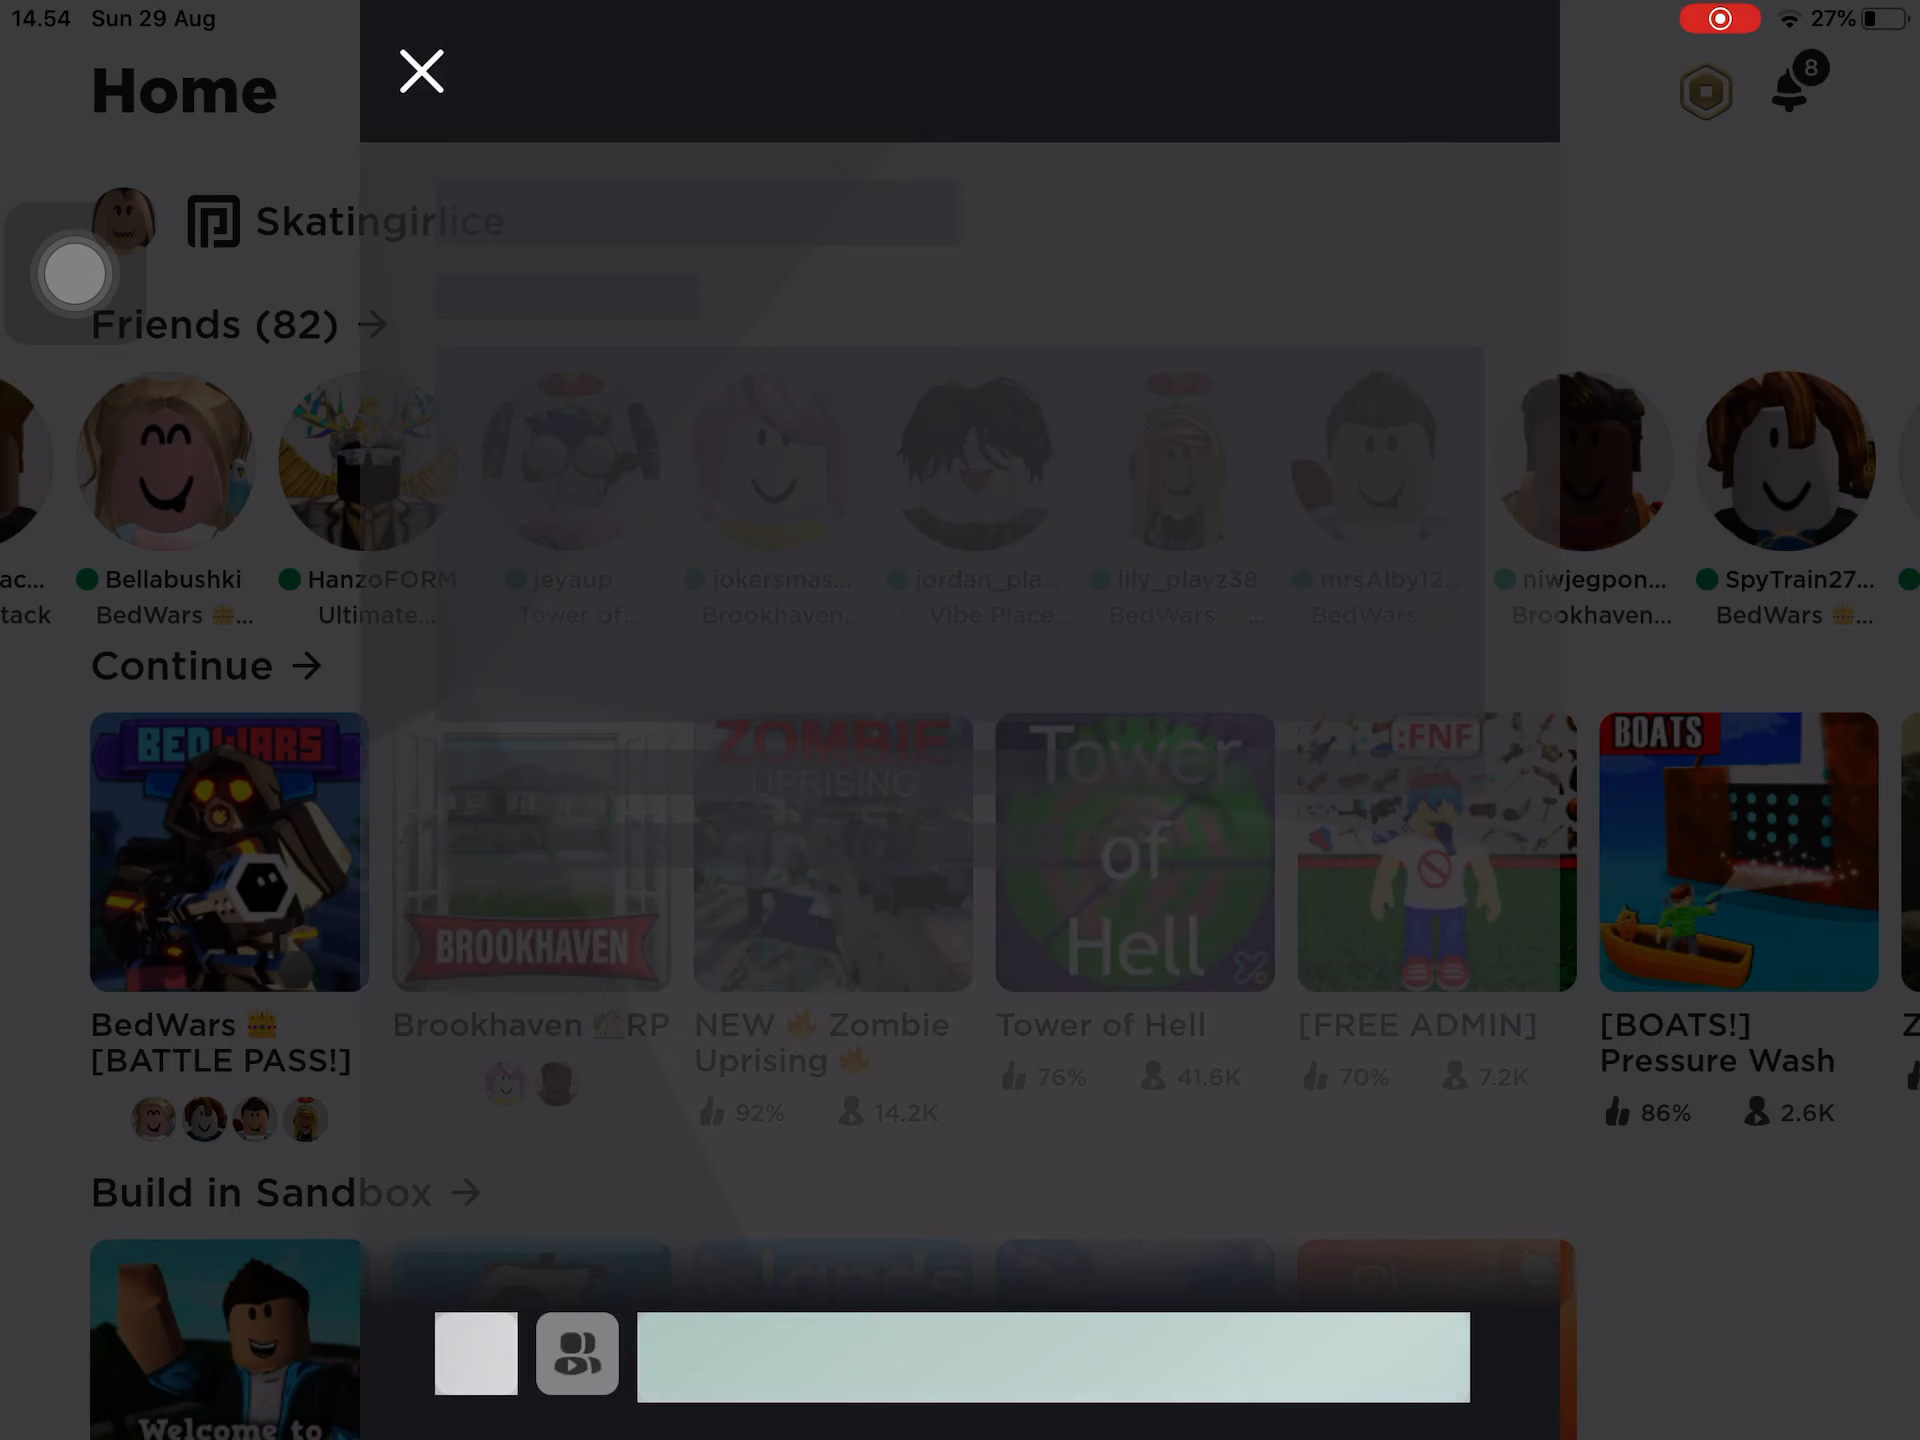 14.54 Sun 29 Aug
27%
Home
8
Skatingirlice
Friends (82) →
ac... Bellabushki HanzoFORM jeyaup jokersmas... jordan_pla... lily_playz38 mrsAlby12... niwjegpon... SpyTrain27...
tack BedWars 👑... Ultimate... Tower of... Brookhaven... Vibe Place... BedWars ... BedWars ... Brookhaven... BedWars 👑...
Continue →
BEDWARS
BROOKHAVEN
ZOMBIE
UPRISING
Tower
of
Hell
:FNF
BOATS
BedWars 👑
[BATTLE PASS!]
Brookhaven 🏡RP
NEW 🔥 Zombie
Uprising 🔥
92% 14.2K
Tower of Hell
76% 41.6K
[FREE ADMIN]
70% 7.2K
[BOATS!]
Pressure Wash
86% 2.6K
Z
Build in Sandbox →
Welcome to
islands